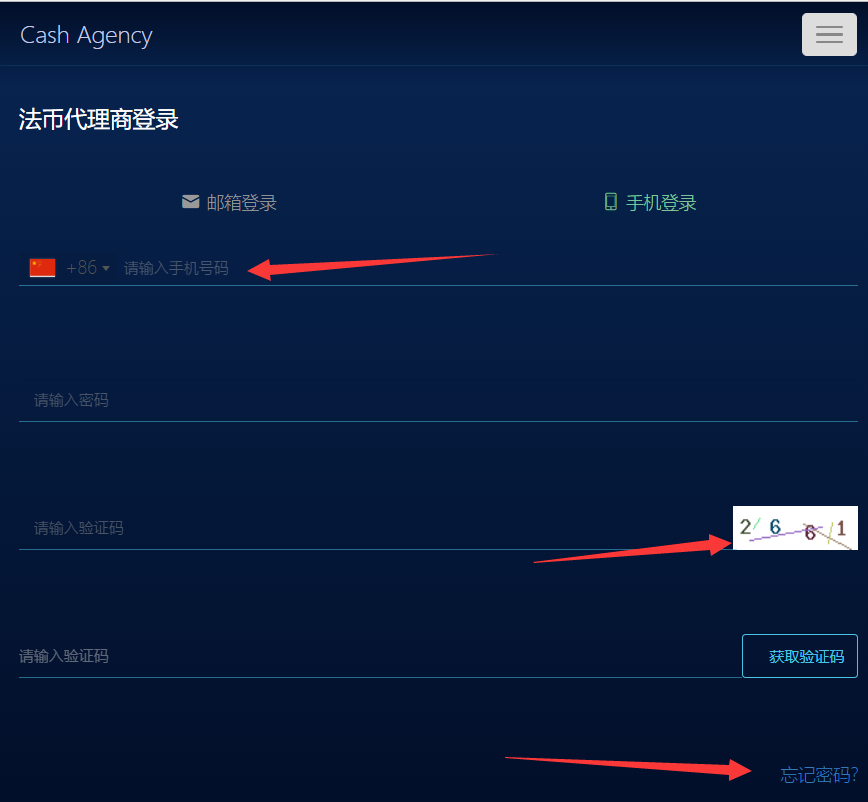 Cash Agency
法币代理商登录
邮箱登录
手机登录
+86 请输入手机号码
请输入密码
请输入验证码
2 6 6 1
请输入验证码
获取验证码
忘记密码?